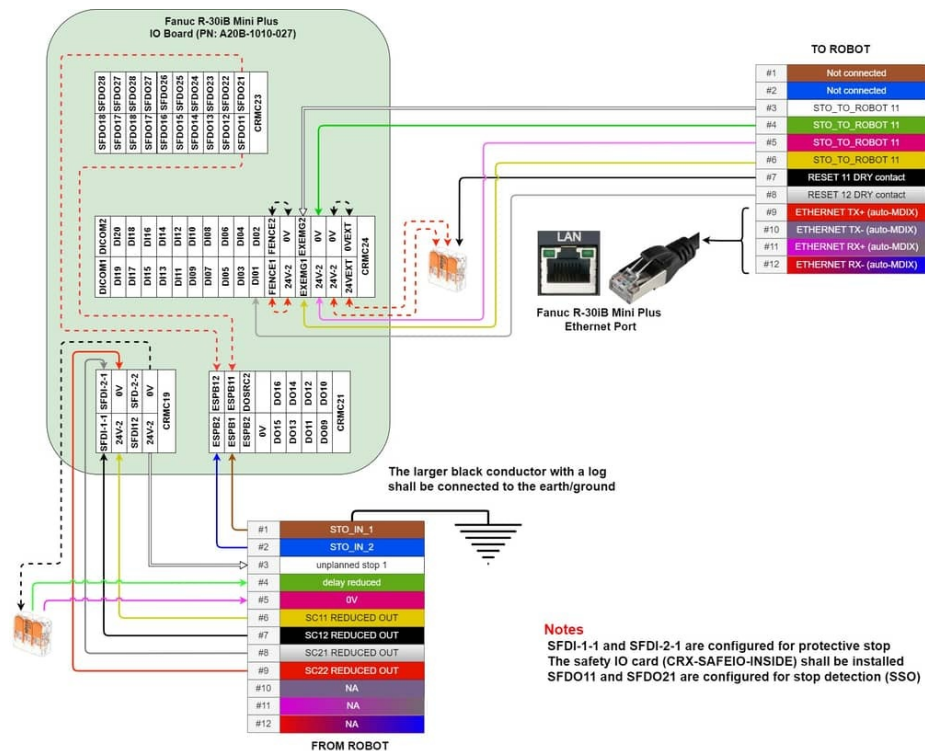 Fanuc R-30iB Mini Plus
IO Board (PN: A20B-1010-027)
SFDO18 SFDO28
SFDO17 SFDO27
SFDO18 SFDO28
SFDO17 SFDO27
SFDO16 SFDO26
SFDO15 SFDO25
SFDO14 SFDO24
SFDO13 SFDO23
SFDO12 SFDO22
SFDO11 SFDO21
CRMC23
DICOM1 DICOM2
DI19 DI20
DI17 DI18
DI15 DI16
DI13 DI14
DI11 DI12
DI09 DI10
DI07 DI08
DI05 DI06
DI03 DI04
DI01 DI02
FENCE1 FENCE2
24V-2 0V
EXEMG1 EXEMG2
24V-2 0V
24V-2 0V
24VEXT 0VEXT
CRMC24
SFDI-1-1 SFDI-2-1
24V-2 0V
SFDI12 SFD-2-2
24V-2 0V
CRMC19
ESPB2 ESPB12
ESPB1 ESPB11
ESPB2 DOSRC2
0V
DO15 DO16
DO13 DO14
DO11 DO12
DO09 DO10
CRMC21
TO ROBOT
#1 Not connected
#2 Not connected
#3 STO_TO_ROBOT 11
#4 STO_TO_ROBOT 11
#5 STO_TO_ROBOT 11
#6 STO_TO_ROBOT 11
#7 RESET 11 DRY contact
#8 RESET 12 DRY contact
#9 ETHERNET TX+ (auto-MDIX)
#10 ETHERNET TX- (auto-MDIX)
#11 ETHERNET RX+ (auto-MDIX)
#12 ETHERNET RX- (auto-MDIX)
LAN
Fanuc R-30iB Mini Plus
Ethernet Port
The larger black conductor with a log
shall be connected to the earth/ground
#1 STO_IN_1
#2 STO_IN_2
#3 unplanned stop 1
#4 delay reduced
#5 0V
#6 SC11 REDUCED OUT
#7 SC12 REDUCED OUT
#8 SC21 REDUCED OUT
#9 SC22 REDUCED OUT
#10 NA
#11 NA
#12 NA
FROM ROBOT
Notes
SFDI-1-1 and SFDI-2-1 are configured for protective stop
The safety IO card (CRX-SAFEIO-INSIDE) shall be installed
SFDO11 and SFDO21 are configured for stop detection (SSO)